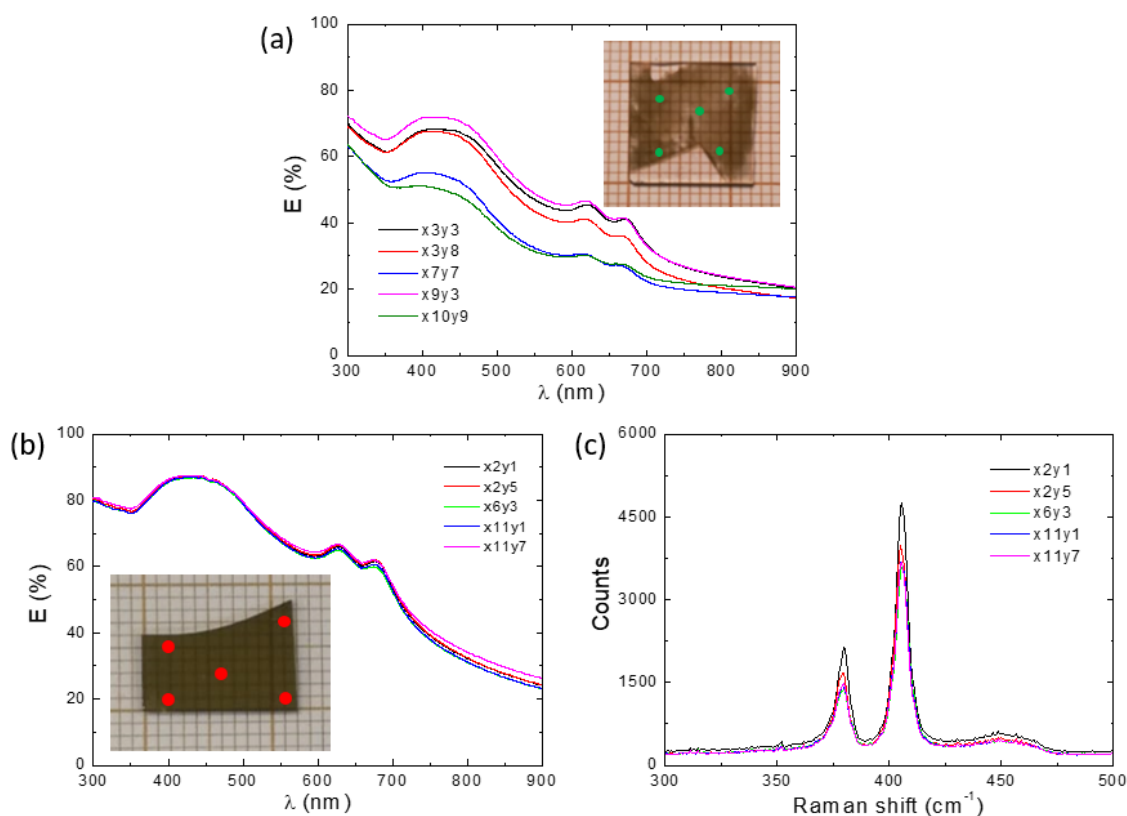 (a)
100
80
60
40
20
0
E (%)
x3y3
x3y8
x7y7
x9y3
x10y9
300 400 500 600 700 800 900
λ (nm)
(b)
100
80
60
40
20
0
E (%)
x2y1
x2y5
x6y3
x11y1
x11y7
300 400 500 600 700 800 900
λ (nm)
(c)
6000
4500
3000
1500
0
Counts
x2y1
x2y5
x6y3
x11y1
x11y7
300 350 400 450 500
Raman shift (cm⁻¹)